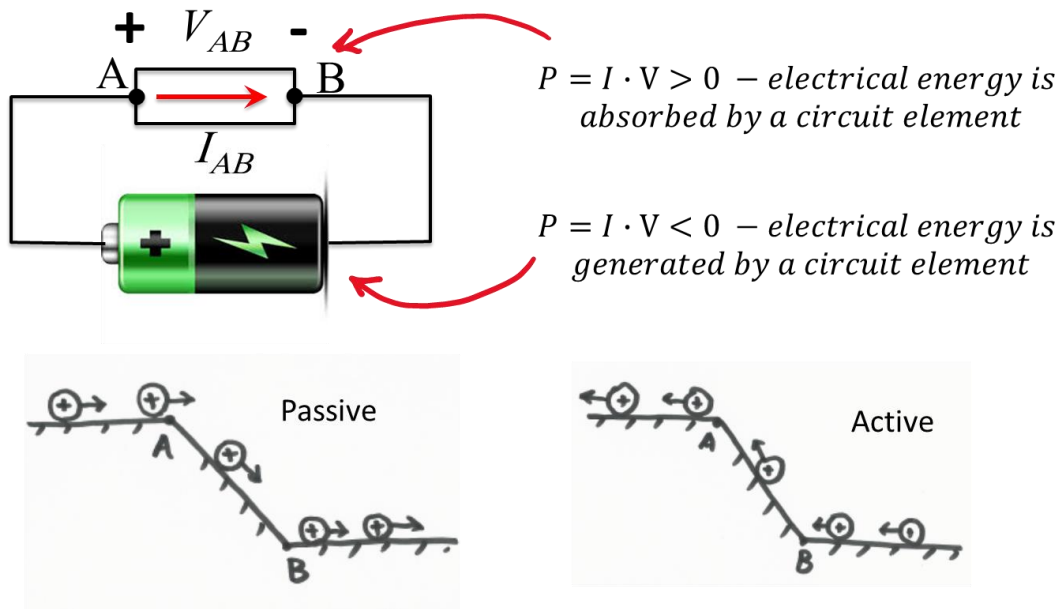 + V_AB -
A B
P = I · V > 0 − electrical energy is
absorbed by a circuit element
I_AB
+
P = I · V < 0 − electrical energy is
generated by a circuit element
+ +
Passive
A
+
+ +
B
+ +
Active
A
+
+ +
B